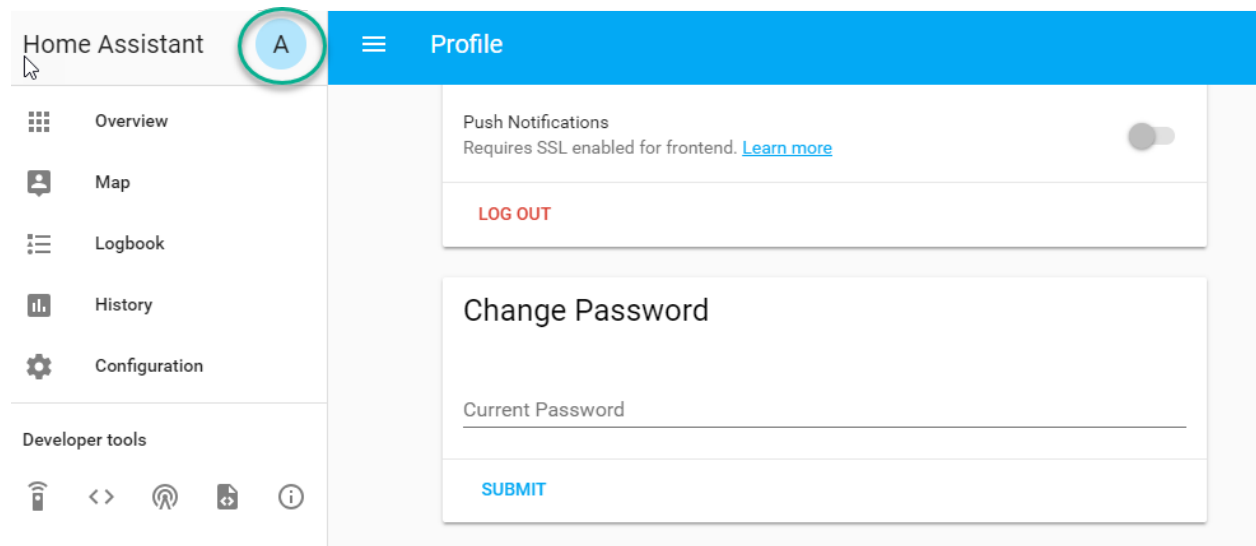 Home Assistant
A
Profile
Overview
Map
Logbook
History
Configuration
Developer tools
Push Notifications
Requires SSL enabled for frontend. Learn more
LOG OUT
Change Password
Current Password
SUBMIT